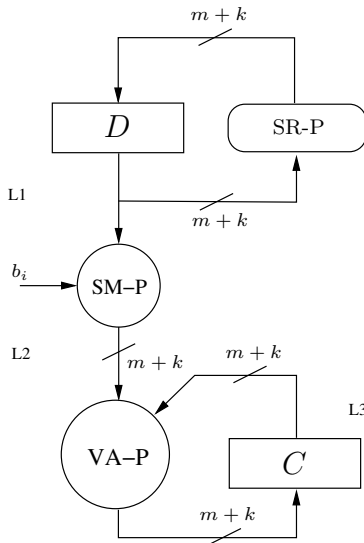 m + k
D
SR-P
L1
m + k
b_i
SM–P
L2
m + k
m + k
L3
VA–P
C
m + k